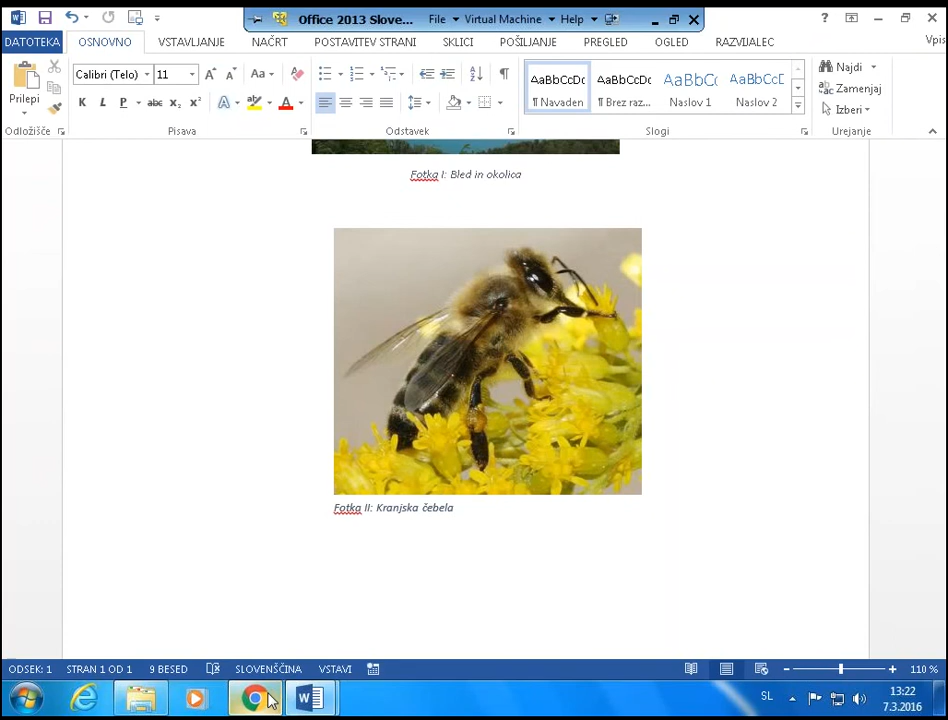 Office 2013 Slove...
File
Virtual Machine
Help
DATOTEKA
OSNOVNO
VSTAVLJANJE
NAČRT
POSTAVITEV STRANI
SKLICI
POŠILJANJE
PREGLED
OGLED
RAZVIJALEC
Vpis
Prilepi
Calibri (Telo)
11
Aa
K
L
P
abc
AaBbCcDc
AaBbCcDc
AaBbCc
AaBbCcE
¶ Navaden
¶ Brez raz...
Naslov 1
Naslov 2
Najdi
Zamenjaj
Izberi
Odložišče
Pisava
Odstavek
Slogi
Urejanje
Fotka I: Bled in okolica
Fotka II: Kranjska čebela
ODSEK: 1
STRAN 1 OD 1
9 BESED
SLOVENŠČINA
VSTAVI
110 %
SL
13:22
7.3.2016